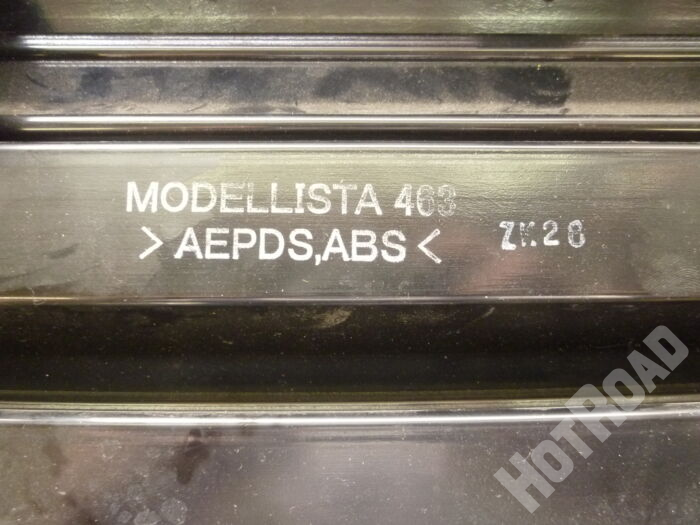 MODELLISTA 463
>AEPDS,ABS<
ZK28
HOTROAD